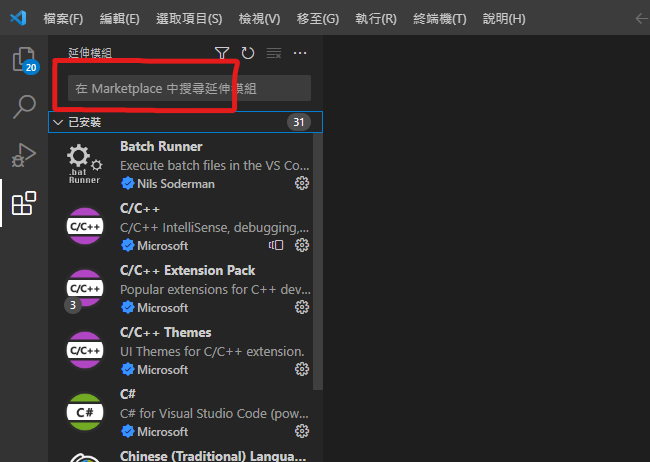 檔案(F) 編輯(E) 選取項目(S) 檢視(V) 移至(G) 執行(R) 終端機(T) 說明(H)
延伸模組
20
在 Marketplace 中搜尋延伸模組
已安裝 31
Batch Runner
Execute batch files in the VS Co...
.bat
Runner
Nils Soderman
C/C++
C/C++
C/C++ IntelliSense, debugging,...
Microsoft
C/C++ Extension Pack
C/C++
Popular extensions for C++ dev...
3
Microsoft
C/C++ Themes
C/C++
UI Themes for C/C++ extension.
Microsoft
C#
C#
C# for Visual Studio Code (pow...
Microsoft
Chinese (Traditional) Langua...